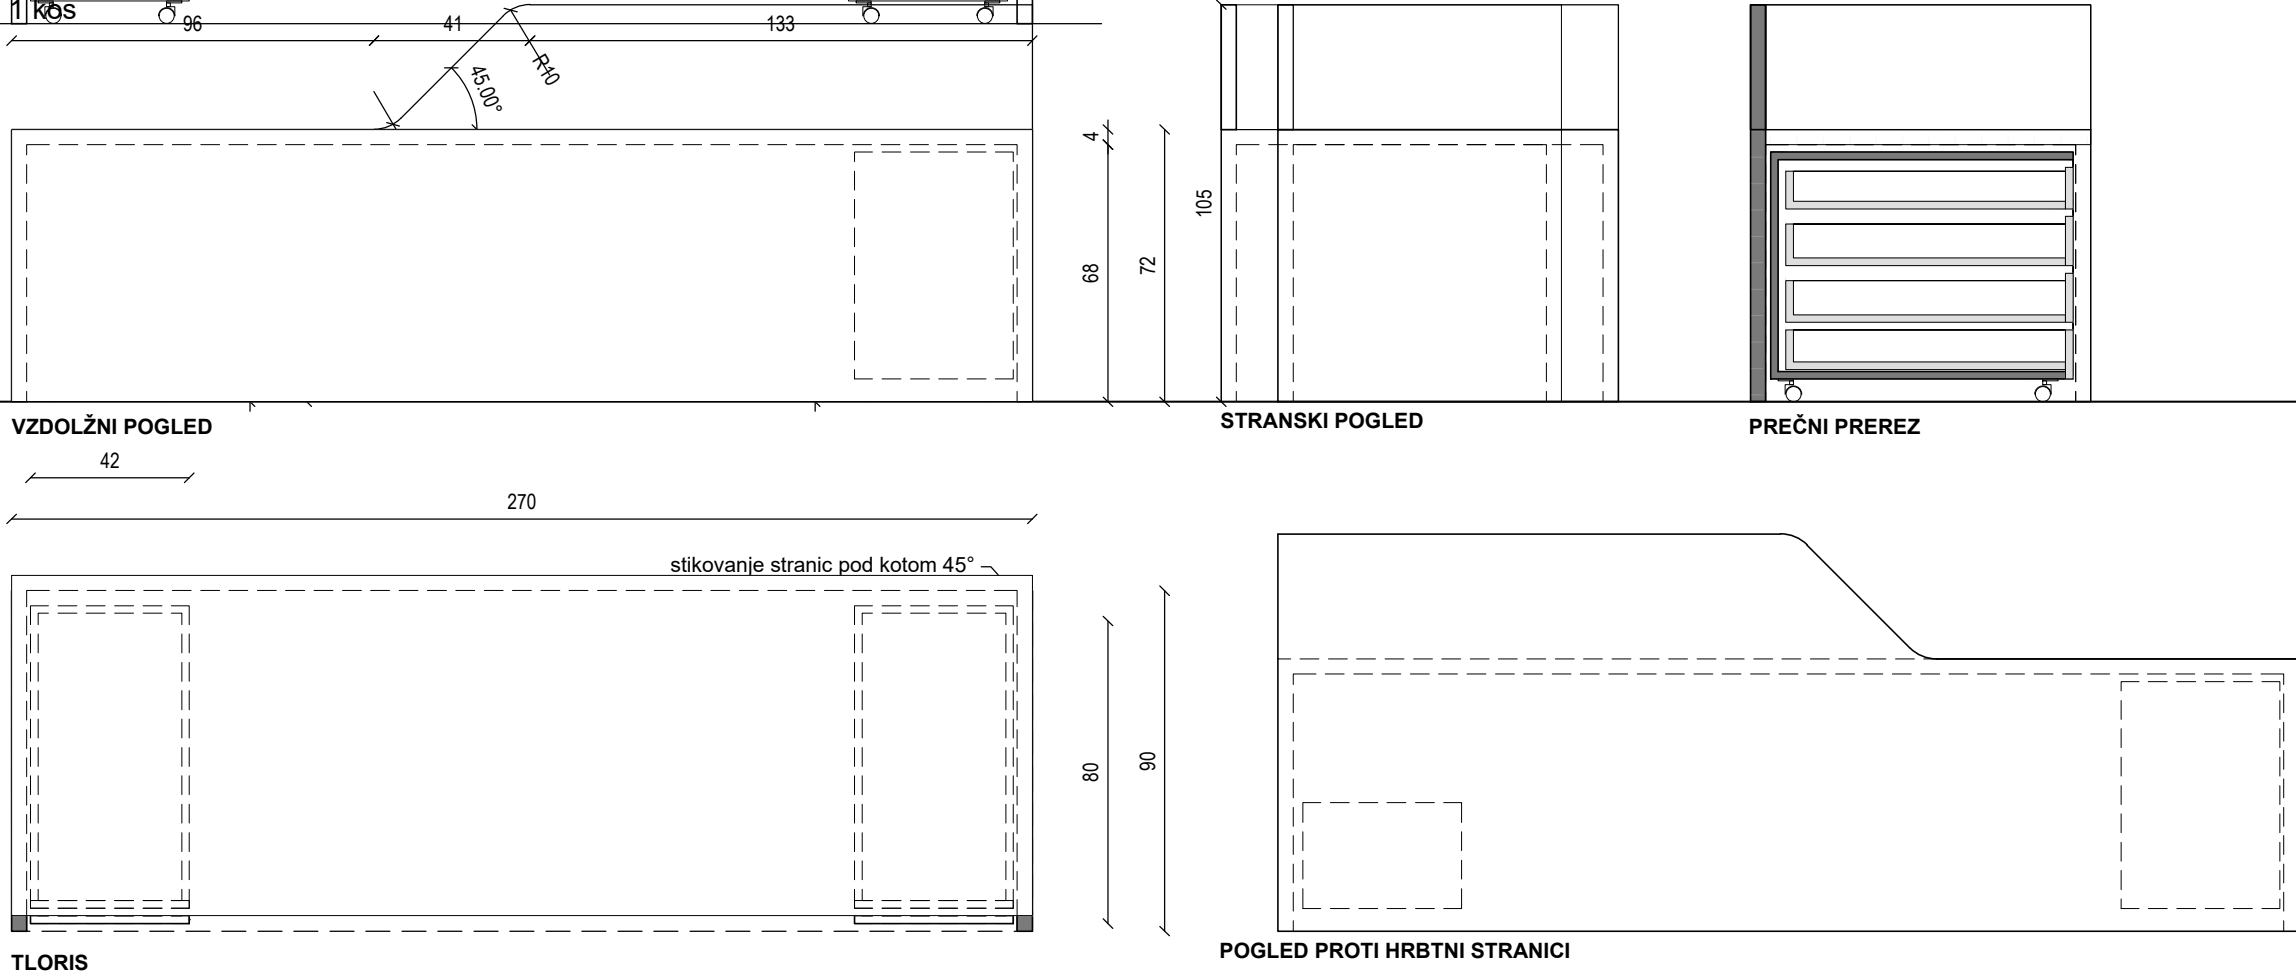 1 kos
96
41
133
R10
45.00°
4
68
72
105
VZDOLŽNI POGLED
STRANSKI POGLED
PREČNI PREREZ
42
270
stikovanje stranic pod kotom 45°
80
90
TLORIS
POGLED PROTI HRBTNI STRANICI